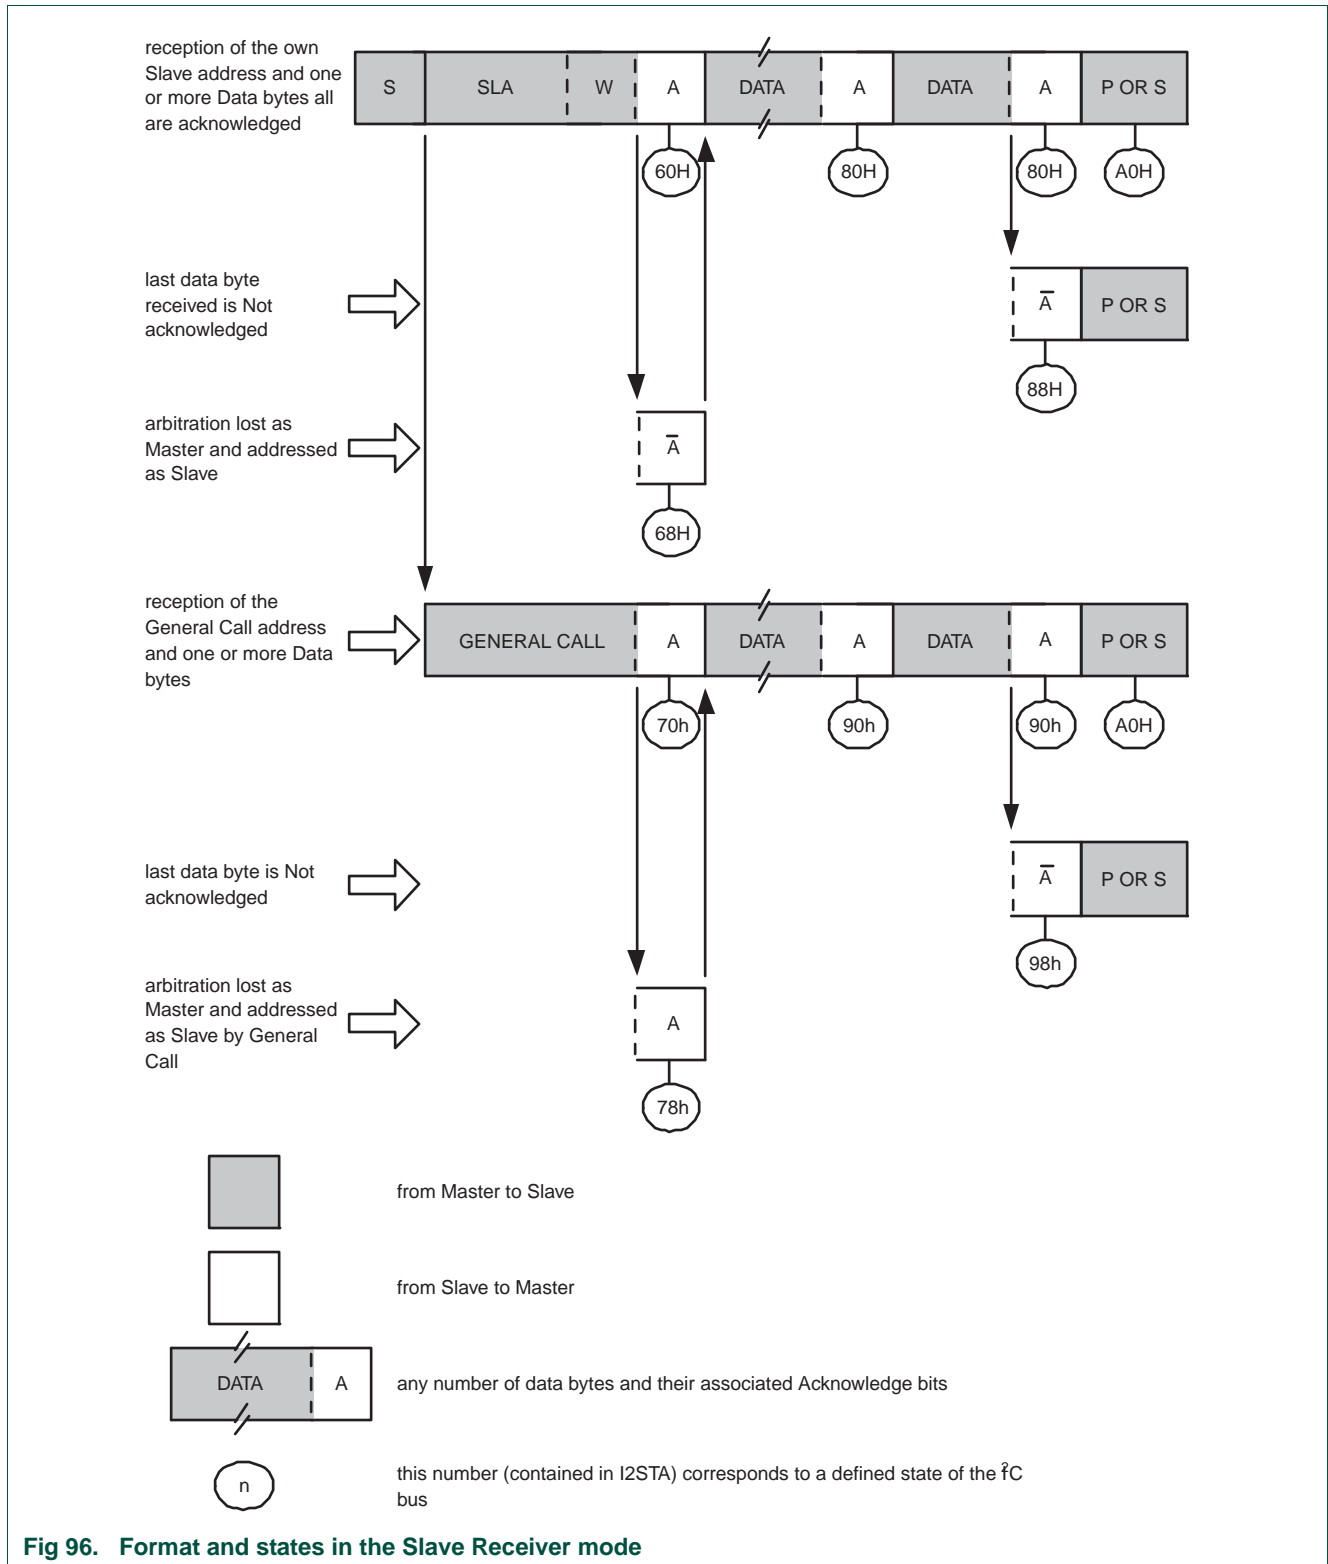 reception of the own
Slave address and one
or more Data bytes all
are acknowledged
S SLA W A DATA A DATA A P OR S
60H 80H 80H A0H
last data byte
received is Not
acknowledged
A̅ P OR S
88H
arbitration lost as
Master and addressed
as Slave
A̅
68H
reception of the
General Call address
and one or more Data
bytes
GENERAL CALL A DATA A DATA A P OR S
70h 90h 90h A0H
last data byte is Not
acknowledged
A̅ P OR S
98h
arbitration lost as
Master and addressed
as Slave by General
Call
A
78h
from Master to Slave
from Slave to Master
DATA A any number of data bytes and their associated Acknowledge bits
n
this number (contained in I2STA) corresponds to a defined state of the I²C
bus
Fig 96. Format and states in the Slave Receiver mode